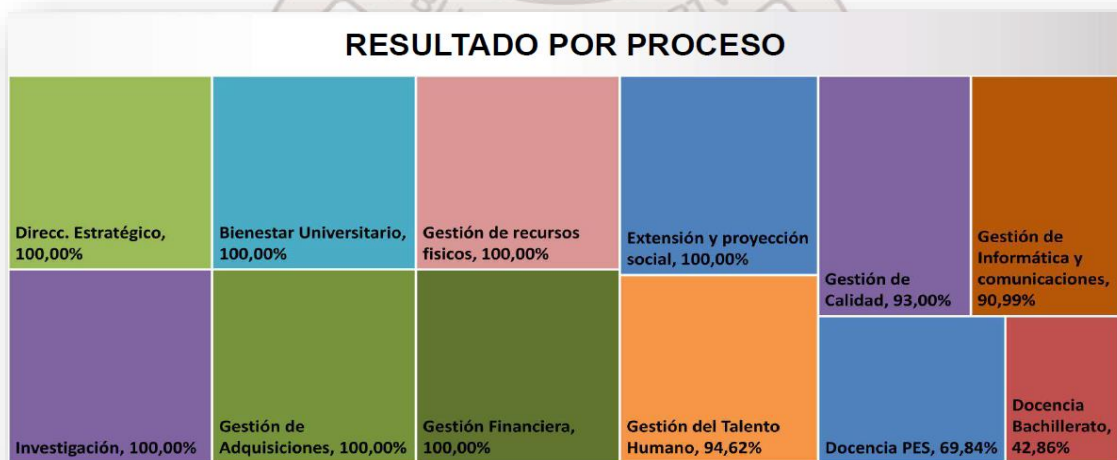 RESULTADO POR PROCESO
Direcc. Estratégico,
100,00%
Bienestar Universitario,
100,00%
Gestión de recursos
fisicos, 100,00%
Extensión y proyección
social, 100,00%
Gestión de
Calidad, 93,00%
Gestión de
Informática y
comunicaciones,
90,99%
Investigación, 100,00%
Gestión de
Adquisiciones, 100,00%
Gestión Financiera,
100,00%
Gestión del Talento
Humano, 94,62%
Docencia PES, 69,84%
Docencia
Bachillerato,
42,86%